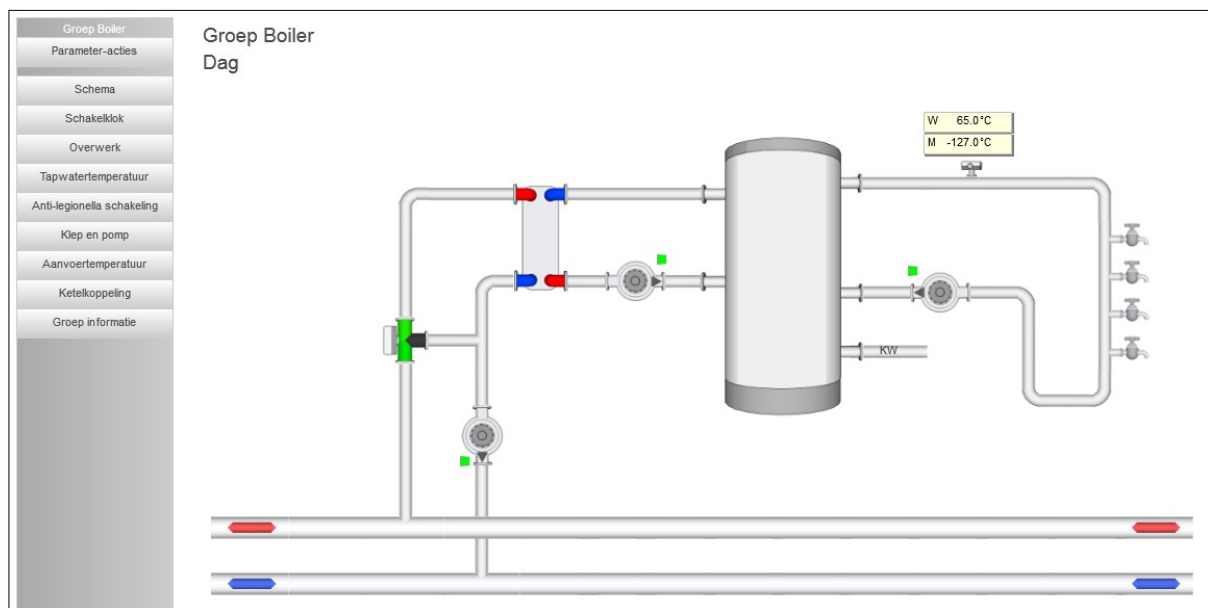 Groep Boiler
Parameter-acties
Schema
Schakelklok
Overwerk
Tapwatertemperatuur
Anti-legionella schakeling
Klep en pomp
Aanvoertemperatuur
Ketelkoppeling
Groep informatie
Groep Boiler
Dag
W 65.0°C
M -127.0°C
KW